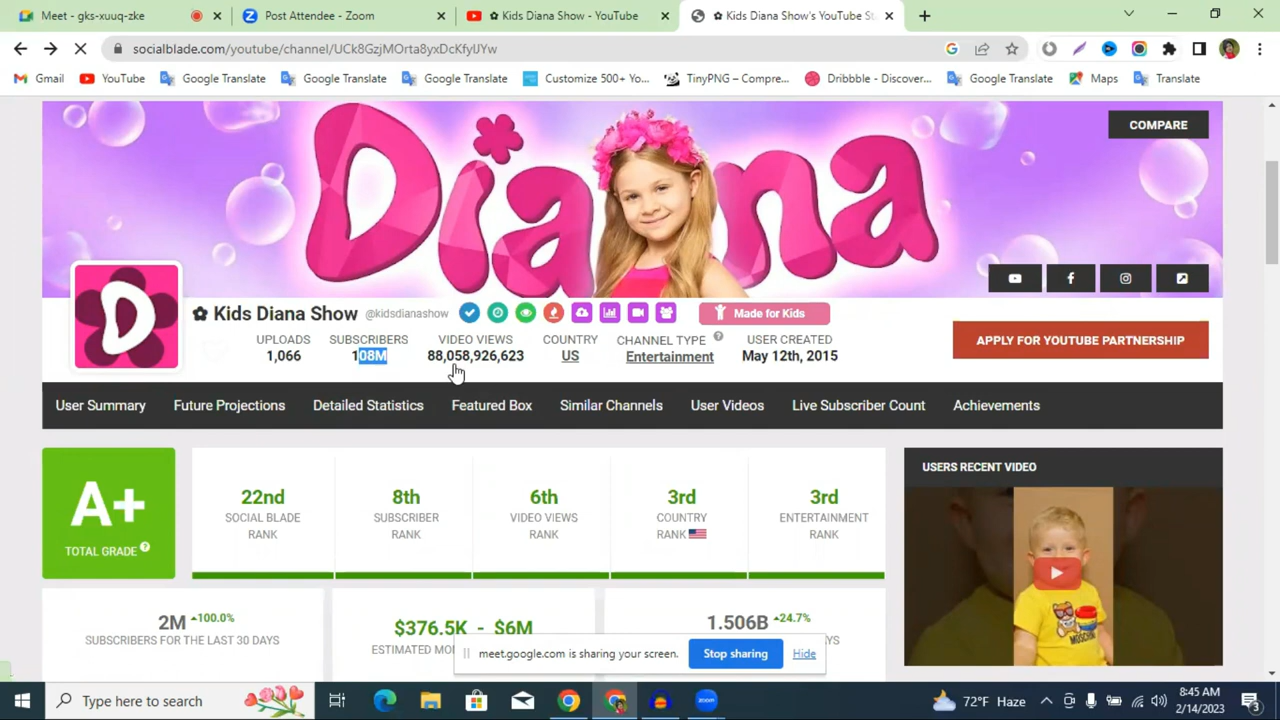 Meet - gks-xuuq-zke
Post Attendee - Zoom
✿ Kids Diana Show - YouTube
✿ Kids Diana Show's YouTube St
socialblade.com/youtube/channel/UCk8GzjMOrta8yxDcKfylJYw
Gmail
YouTube
Google Translate
Google Translate
Google Translate
Customize 500+ Yo...
TinyPNG – Compre...
Dribbble - Discover...
Google Translate
Maps
Translate
Diana
COMPARE
D
✿ Kids Diana Show @kidsdianashow
Made for Kids
UPLOADS
1,066
SUBSCRIBERS
108M
VIDEO VIEWS
88,058,926,623
COUNTRY
US
CHANNEL TYPE
Entertainment
USER CREATED
May 12th, 2015
APPLY FOR YOUTUBE PARTNERSHIP
User Summary
Future Projections
Detailed Statistics
Featured Box
Similar Channels
User Videos
Live Subscriber Count
Achievements
A+
TOTAL GRADE
22nd
SOCIAL BLADE
RANK
8th
SUBSCRIBER
RANK
6th
VIDEO VIEWS
RANK
3rd
COUNTRY
RANK
3rd
ENTERTAINMENT
RANK
USERS RECENT VIDEO
MOSCHINO
2M +100.0%
SUBSCRIBERS FOR THE LAST 30 DAYS
$376.5K - $6M
ESTIMATED MO
1.506B +24.7%
YS
meet.google.com is sharing your screen.
Stop sharing
Hide
Type here to search
zoom
72°F Haze
8:45 AM
2/14/2023
3